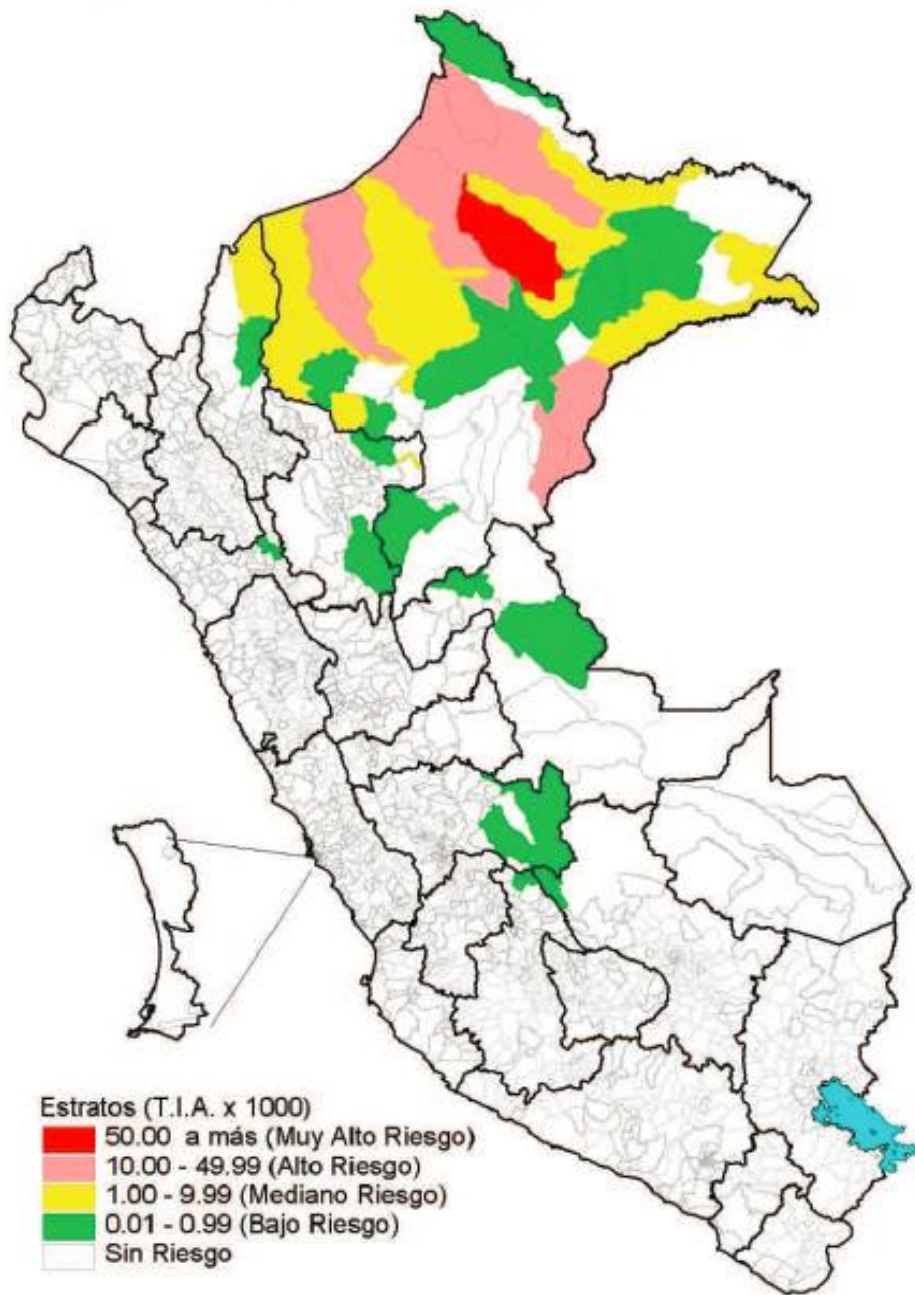 Estratos (T.I.A. x 1000)
50.00 a más (Muy Alto Riesgo)
10.00 - 49.99 (Alto Riesgo)
1.00 - 9.99 (Mediano Riesgo)
0.01 - 0.99 (Bajo Riesgo)
Sin Riesgo